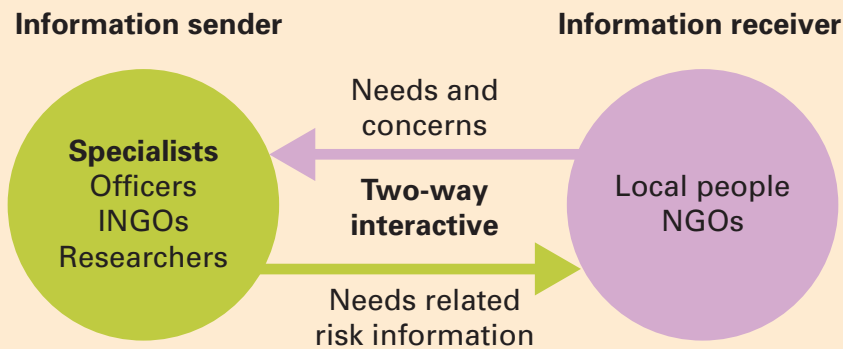 Information sender
Information receiver
Specialists
Officers
INGOs
Researchers
Needs and
concerns
Two-way
interactive
Needs related
risk information
Local people
NGOs